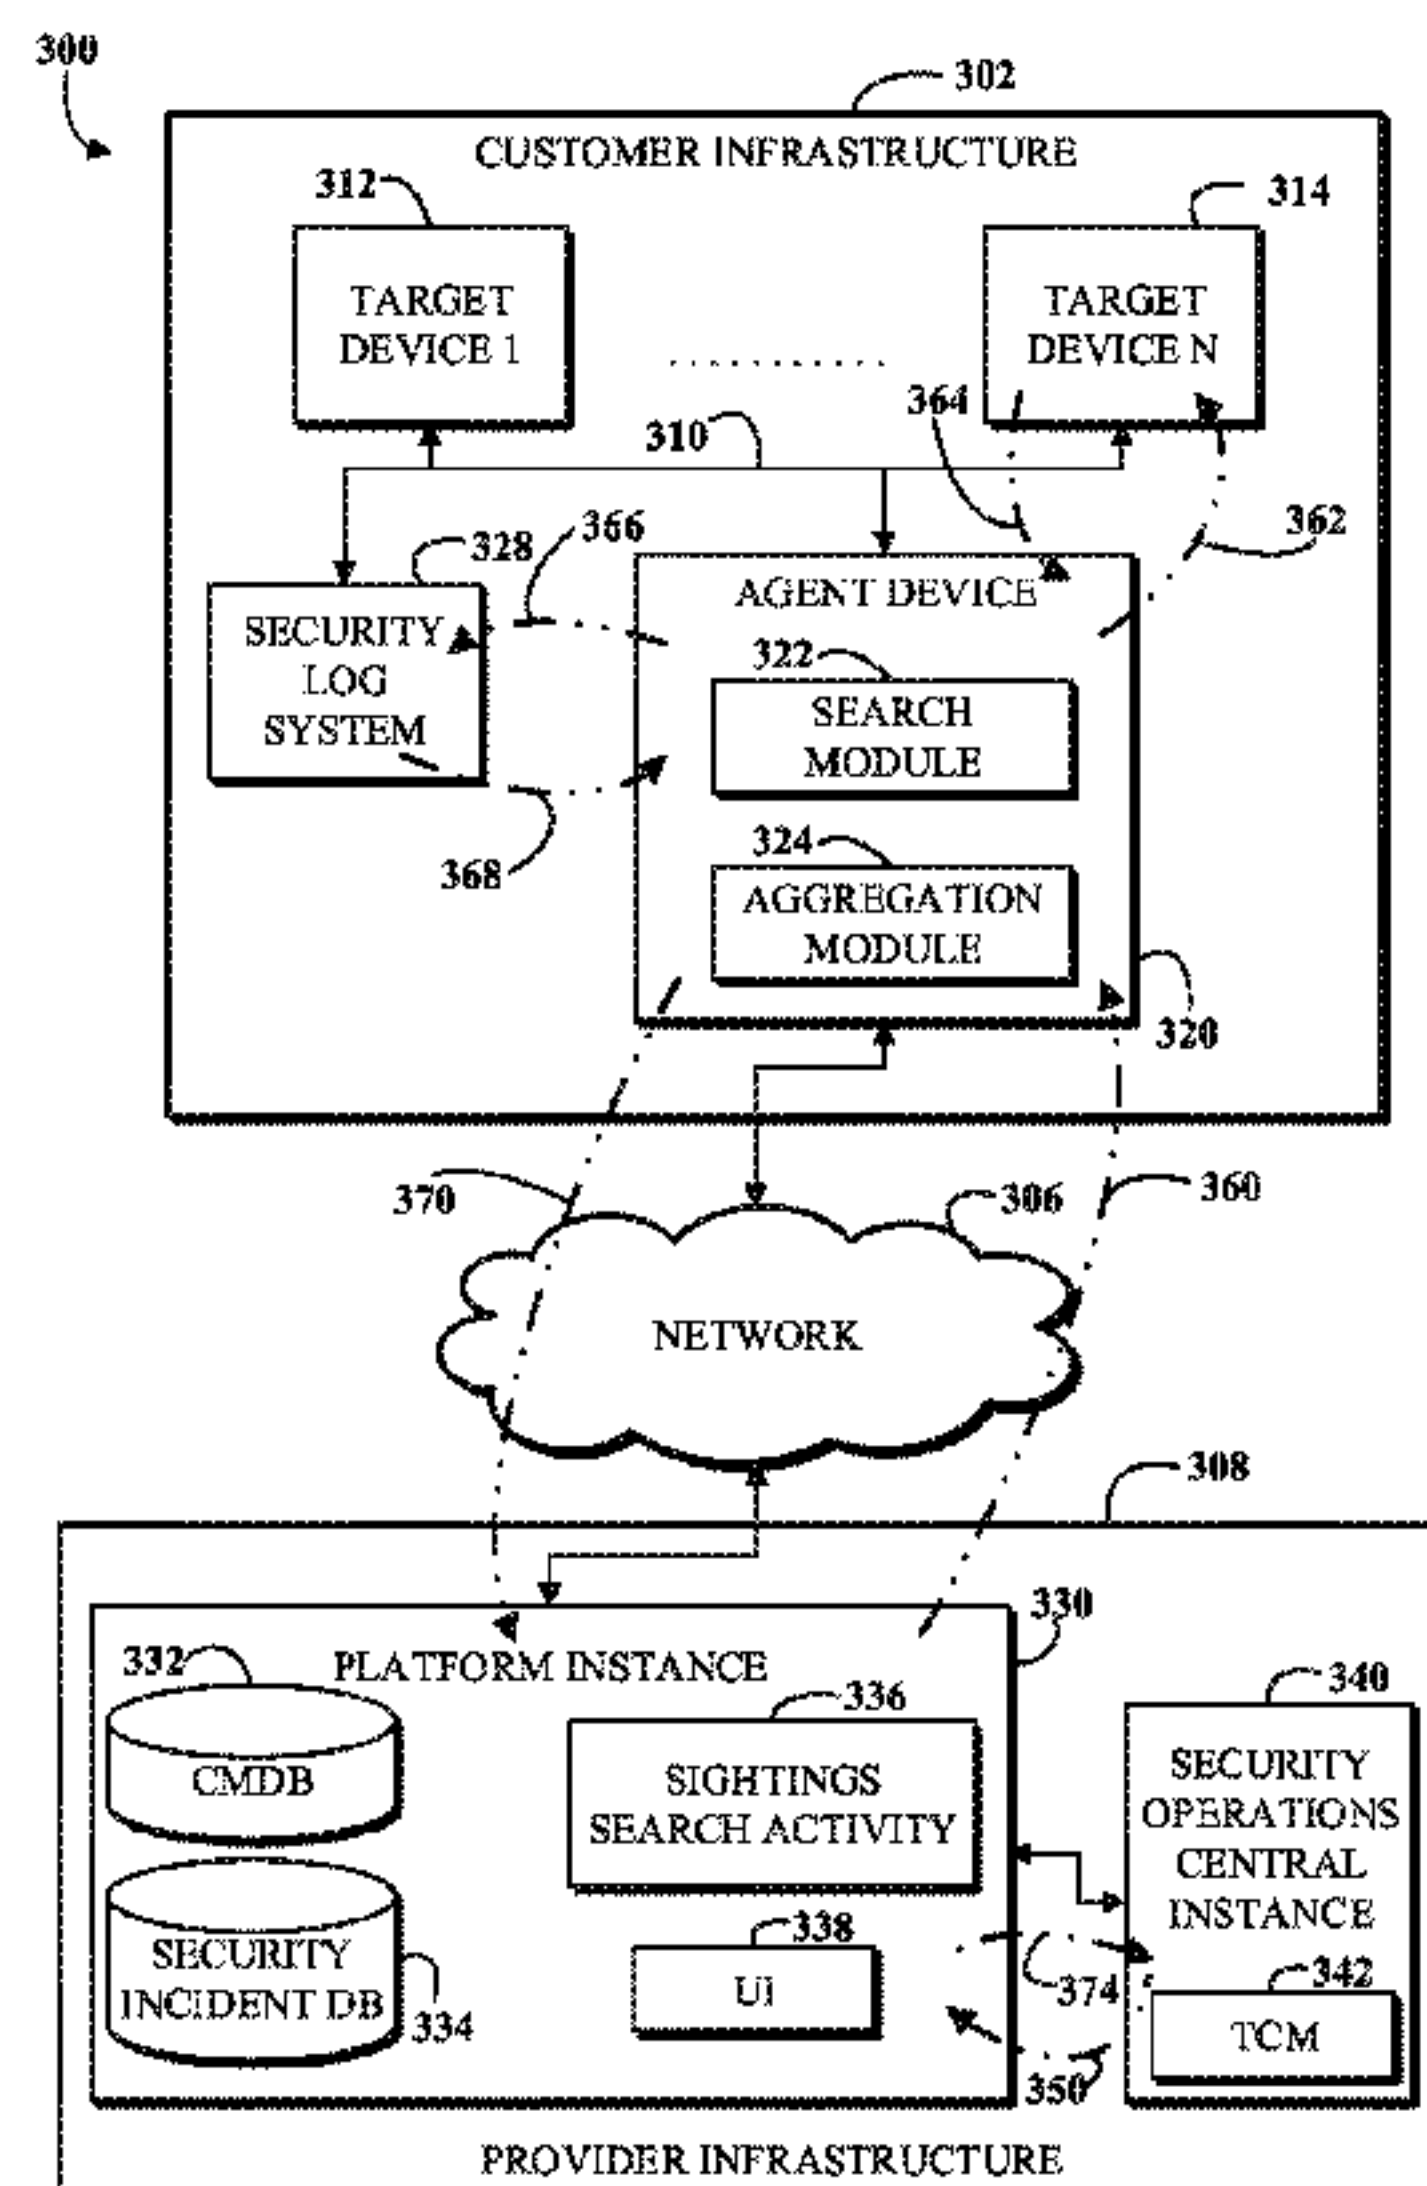 300
302
CUSTOMER INFRASTRUCTURE
312
314
TARGET
DEVICE 1
TARGET
DEVICE N
310
364
362
328
366
SECURITY
LOG
SYSTEM
AGENT DEVICE
322
SEARCH
MODULE
368
324
AGGREGATION
MODULE
320
370
306
360
NETWORK
308
330
332
PLATFORM INSTANCE
336
340
CMDB
SIGHTINGS
SEARCH ACTIVITY
SECURITY
OPERATIONS
CENTRAL
INSTANCE
SECURITY
INCIDENT DB
334
338
UI
374
342
TCM
350
PROVIDER INFRASTRUCTURE